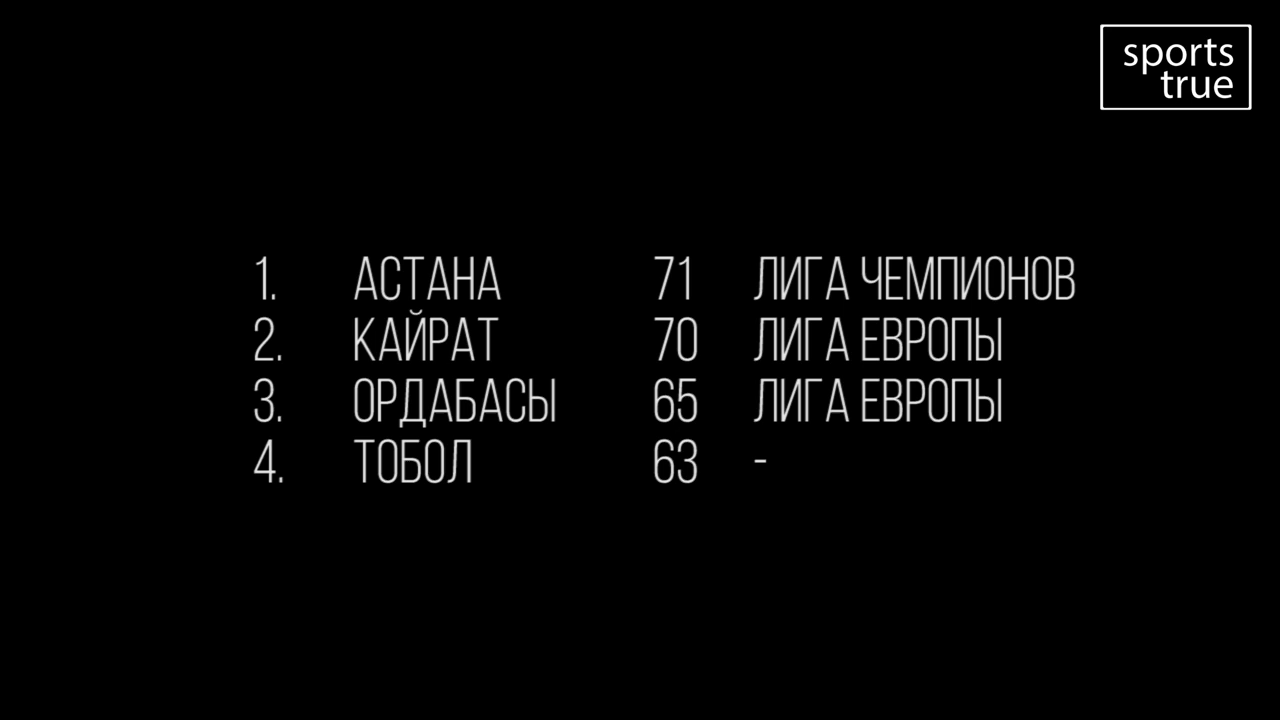 sports
true
1. АСТАНА 71 ЛИГА ЧЕМПИОНОВ
2. КАЙРАТ 70 ЛИГА ЕВРОПЫ
3. ОРДАБАСЫ 65 ЛИГА ЕВРОПЫ
4. ТОБОЛ 63 -